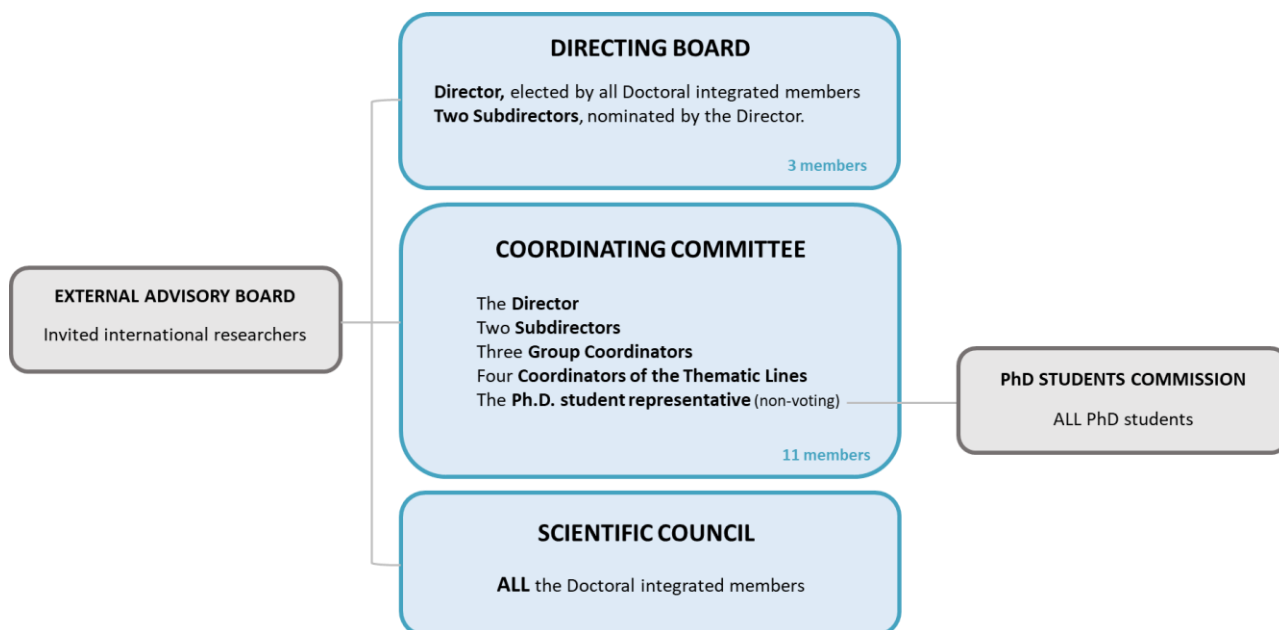 DIRECTING BOARD
Director, elected by all Doctoral integrated members
Two Subdirectors, nominated by the Director.
3 members
COORDINATING COMMITTEE
The Director
Two Subdirectors
Three Group Coordinators
Four Coordinators of the Thematic Lines
The Ph.D. student representative (non-voting)
11 members
EXTERNAL ADVISORY BOARD
Invited international researchers
PhD STUDENTS COMMISSION
ALL PhD students
SCIENTIFIC COUNCIL
ALL the Doctoral integrated members